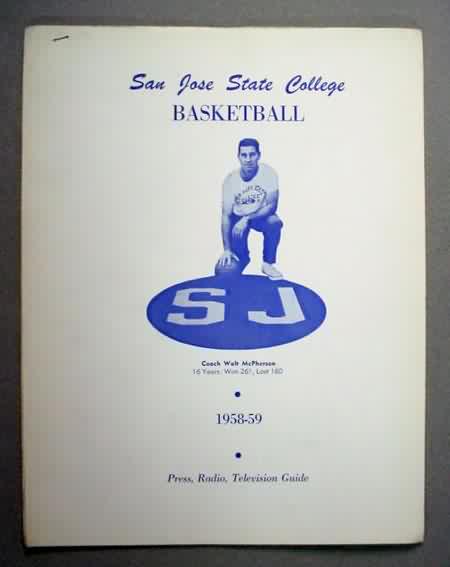 San Jose State College
BASKETBALL
SJ
Coach Walt McPherson
16 Years: Won 261, Lost 180
1958-59
Press, Radio, Television Guide